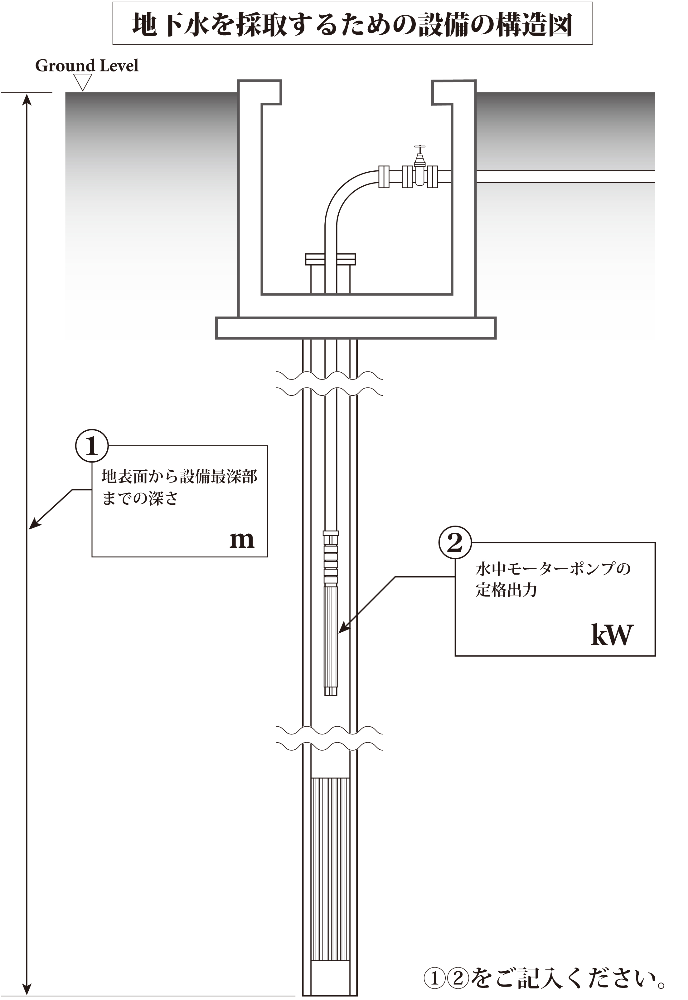 地下水を採取するための設備の構造図
Ground Level
1
地表面から設備最深部
までの深さ
m
2
水中モーターポンプの
定格出力
kW
①②をご記入ください。